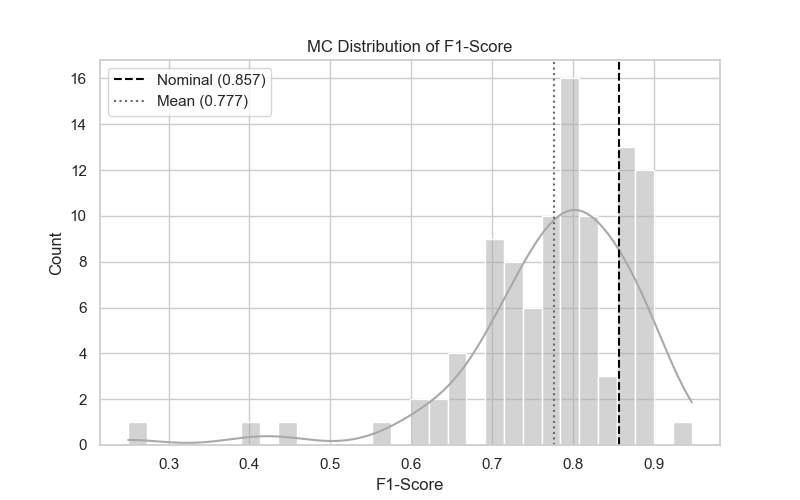 MC Distribution of F1-Score
Nominal (0.857)
Mean (0.777)
16
14
12
10
8
6
4
2
0
Count
0.3 0.4 0.5 0.6 0.7 0.8 0.9
F1-Score